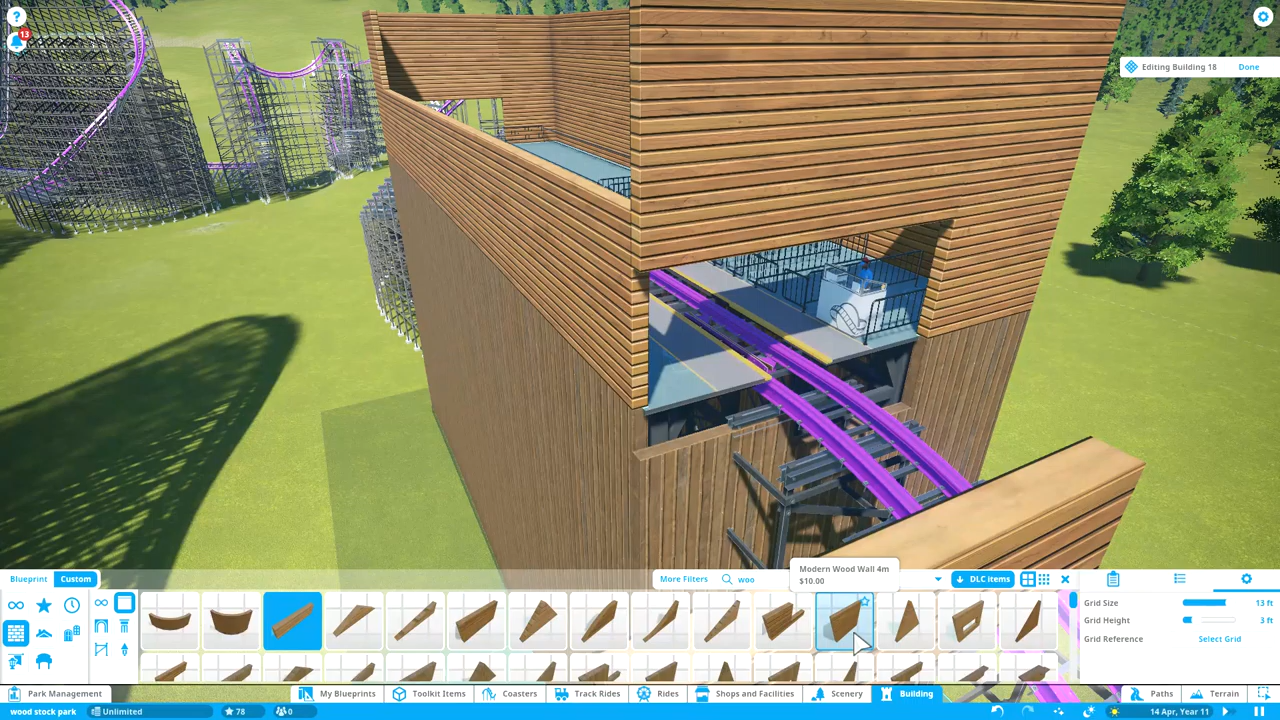 ?
13
Editing Building 18 Done
Modern Wood Wall 4m
$10.00
Blueprint Custom More Filters woo DLC items
Grid Size 13 ft
Grid Height 3 ft
Grid Reference Select Grid
Park Management My Blueprints Toolkit Items Coasters Track Rides Rides Shops and Facilities Scenery Building Paths Terrain
wood stock park Unlimited 78 0 14 Apr, Year 11